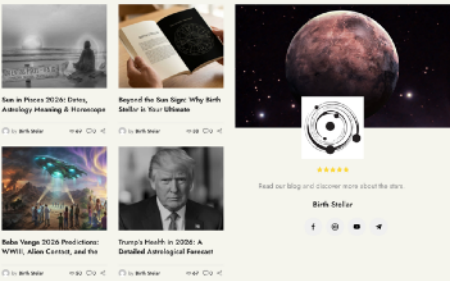 Sun in Pisces 2026: Dates,
Astrology Meaning & Horoscope
by Birth Stellar
Beyond the Sun Sign: Why Birth
Stellar is Your Ultimate
by Birth Stellar
Baba Vanga 2026 Predictions:
WWIII, Alien Contact, and the
by Birth Stellar
Trump's Health in 2026: A
Detailed Astrological Forecast
by Birth Stellar
Read our blog and discover more about the stars.
Birth Stellar